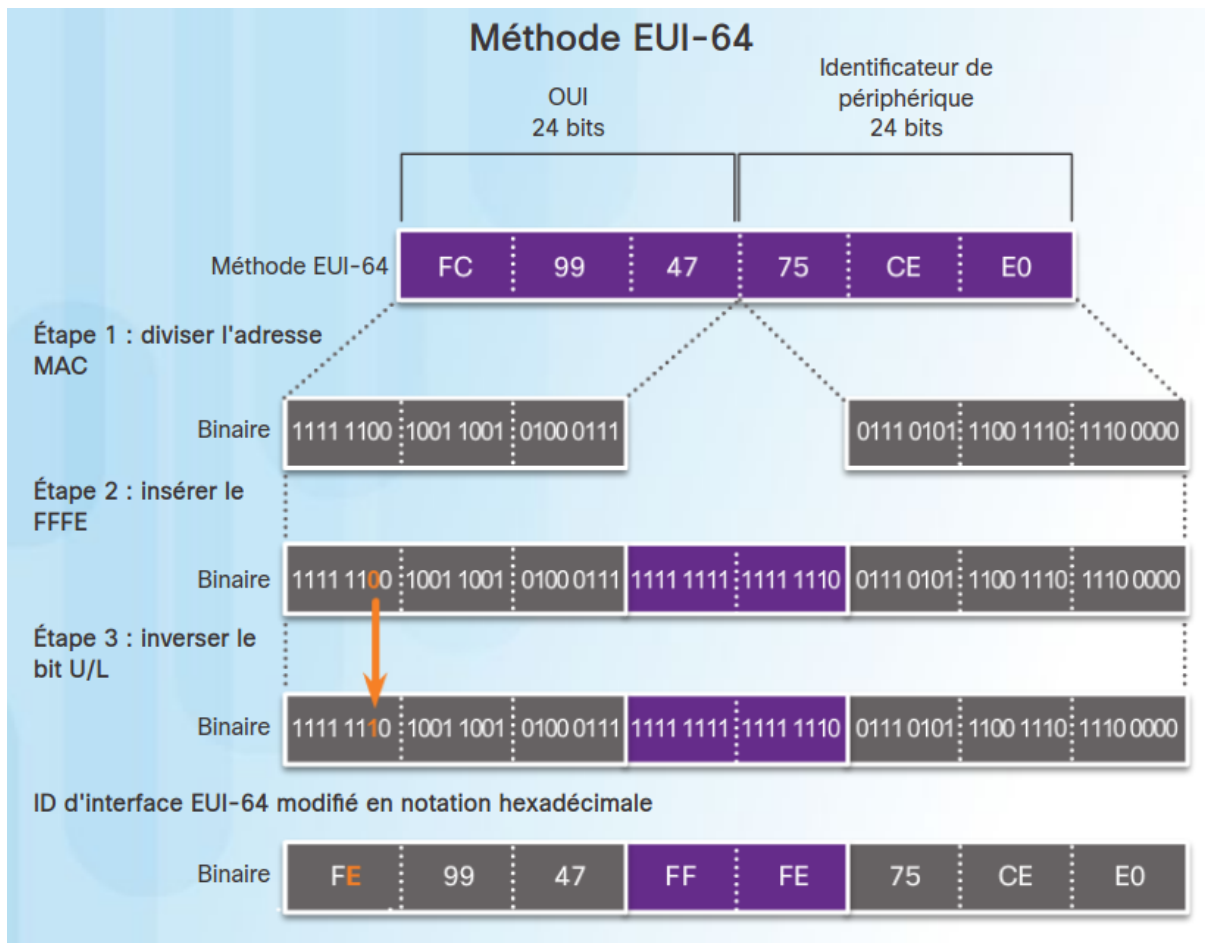 Méthode EUI-64
OUI
24 bits
Identificateur de
périphérique
24 bits
Méthode EUI-64 FC 99 47 75 CE E0
Étape 1 : diviser l'adresse
MAC
Binaire 1111 1100 1001 1001 0100 0111 0111 0101 1100 1110 1110 0000
Étape 2 : insérer le
FFFE
Binaire 1111 1100 1001 1001 0100 0111 1111 1111 1111 1110 0111 0101 1100 1110 1110 0000
Étape 3 : inverser le
bit U/L
Binaire 1111 1110 1001 1001 0100 0111 1111 1111 1111 1110 0111 0101 1100 1110 1110 0000
ID d'interface EUI-64 modifié en notation hexadécimale
Binaire FE 99 47 FF FE 75 CE E0